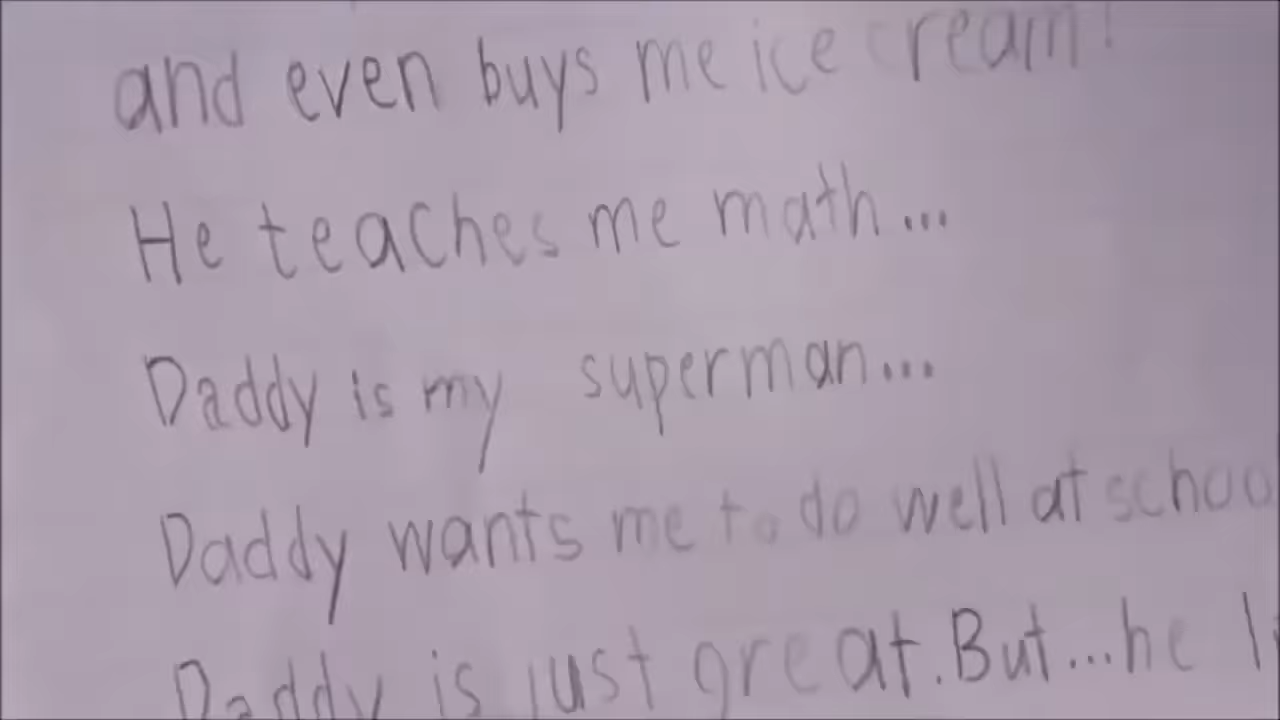 and even buys me ice cream!
He teaches me math...
Daddy is my superman...
Daddy wants me to do well at schoo
Daddy is just great. But...he